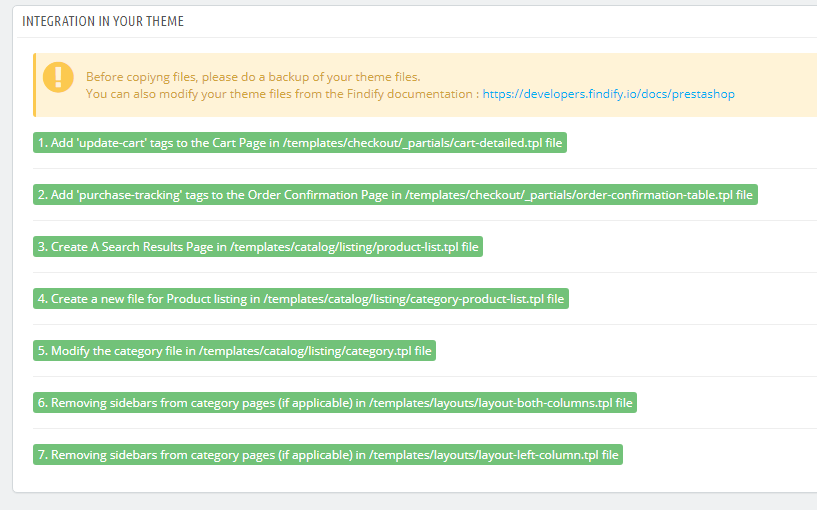 INTEGRATION IN YOUR THEME
Before copiyng files, please do a backup of your theme files.
You can also modify your theme files from the Findify documentation : https://developers.findify.io/docs/prestashop
1. Add 'update-cart' tags to the Cart Page in /templates/checkout/_partials/cart-detailed.tpl file
2. Add 'purchase-tracking' tags to the Order Confirmation Page in /templates/checkout/_partials/order-confirmation-table.tpl file
3. Create A Search Results Page in /templates/catalog/listing/product-list.tpl file
4. Create a new file for Product listing in /templates/catalog/listing/category-product-list.tpl file
5. Modify the category file in /templates/catalog/listing/category.tpl file
6. Removing sidebars from category pages (if applicable) in /templates/layouts/layout-both-columns.tpl file
7. Removing sidebars from category pages (if applicable) in /templates/layouts/layout-left-column.tpl file